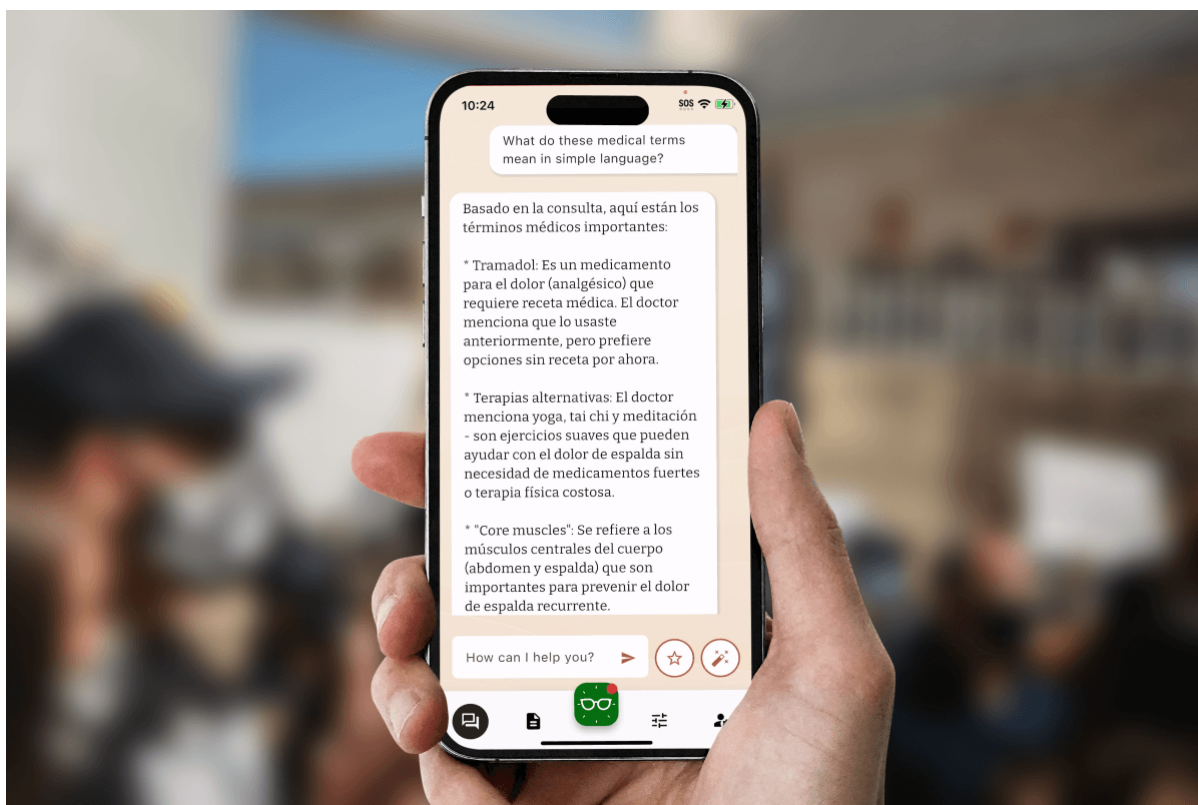 10:24
SOS
What do these medical terms
mean in simple language?
Basado en la consulta, aquí están los
términos médicos importantes:
* Tramadol: Es un medicamento
para el dolor (analgésico) que
requiere receta médica. El doctor
menciona que lo usaste
anteriormente, pero prefiere
opciones sin receta por ahora.
* Terapias alternativas: El doctor
menciona yoga, tai chi y meditación
- son ejercicios suaves que pueden
ayudar con el dolor de espalda sin
necesidad de medicamentos fuertes
o terapia física costosa.
* "Core muscles": Se refiere a los
músculos centrales del cuerpo
(abdomen y espalda) que son
importantes para prevenir el dolor
de espalda recurrente.
How can I help you?